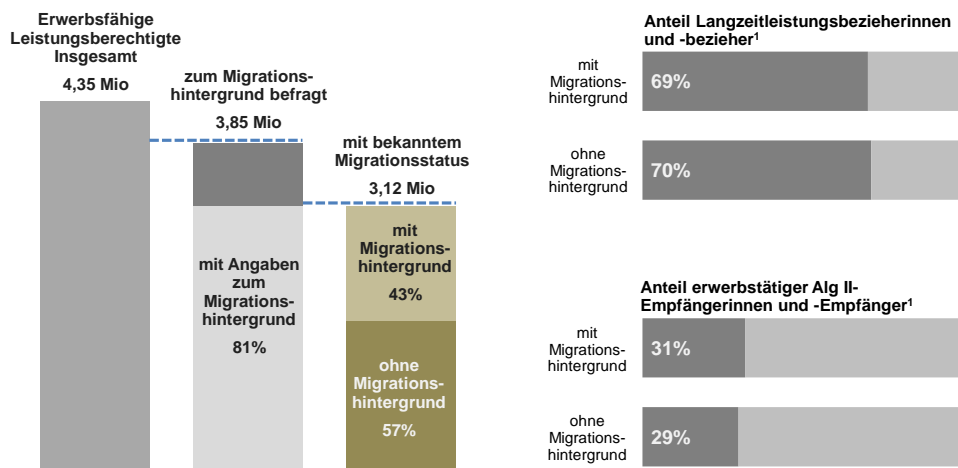 Erwerbsfähige
Leistungsberechtigte
Insgesamt
4,35 Mio
zum Migrations-
hintergrund befragt
3,85 Mio
mit bekanntem
Migrationsstatus
3,12 Mio
mit Angaben
zum
Migrations-
hintergrund
81%
mit
Migrations-
hintergrund
43%
ohne
Migrations-
hintergrund
57%
Anteil Langzeitleistungsbezieherinnen
und -bezieher¹
mit
Migrations-
hintergrund
69%
ohne
Migrations-
hintergrund
70%
Anteil erwerbstätiger Alg II-
Empfängerinnen und -Empfänger¹
mit
Migrations-
hintergrund
31%
ohne
Migrations-
hintergrund
29%